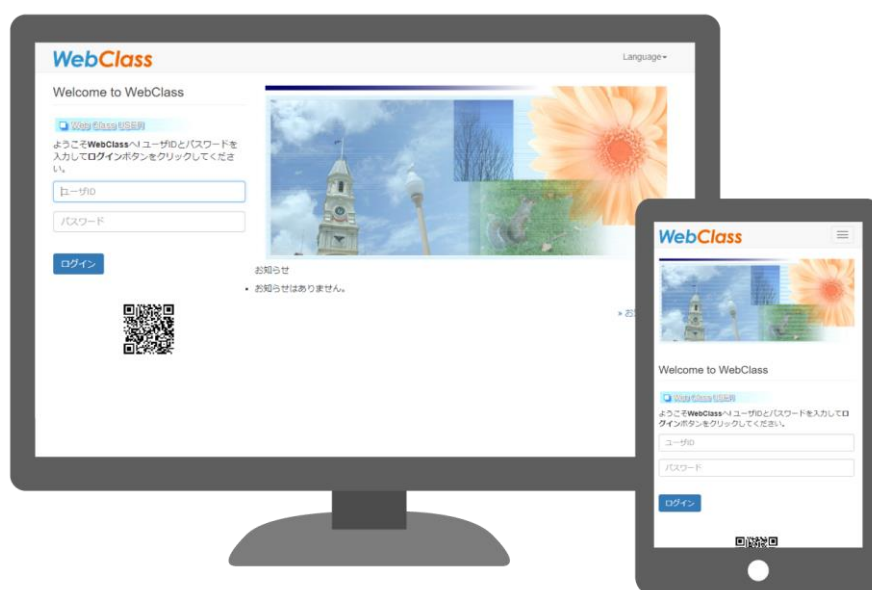 WebClass
Language
Welcome to WebClass
Web Class USER
ようこそWebClassへ! ユーザIDとパスワードを
入力してログインボタンをクリックしてくださ
い。
ユーザID
パスワード
ログイン
お知らせ
お知らせはありません。
» お
WebClass
Welcome to WebClass
Web Class USER
ようこそWebClassへ! ユーザIDとパスワードを入力してロ
グインボタンをクリックしてください。
ユーザID
パスワード
ログイン